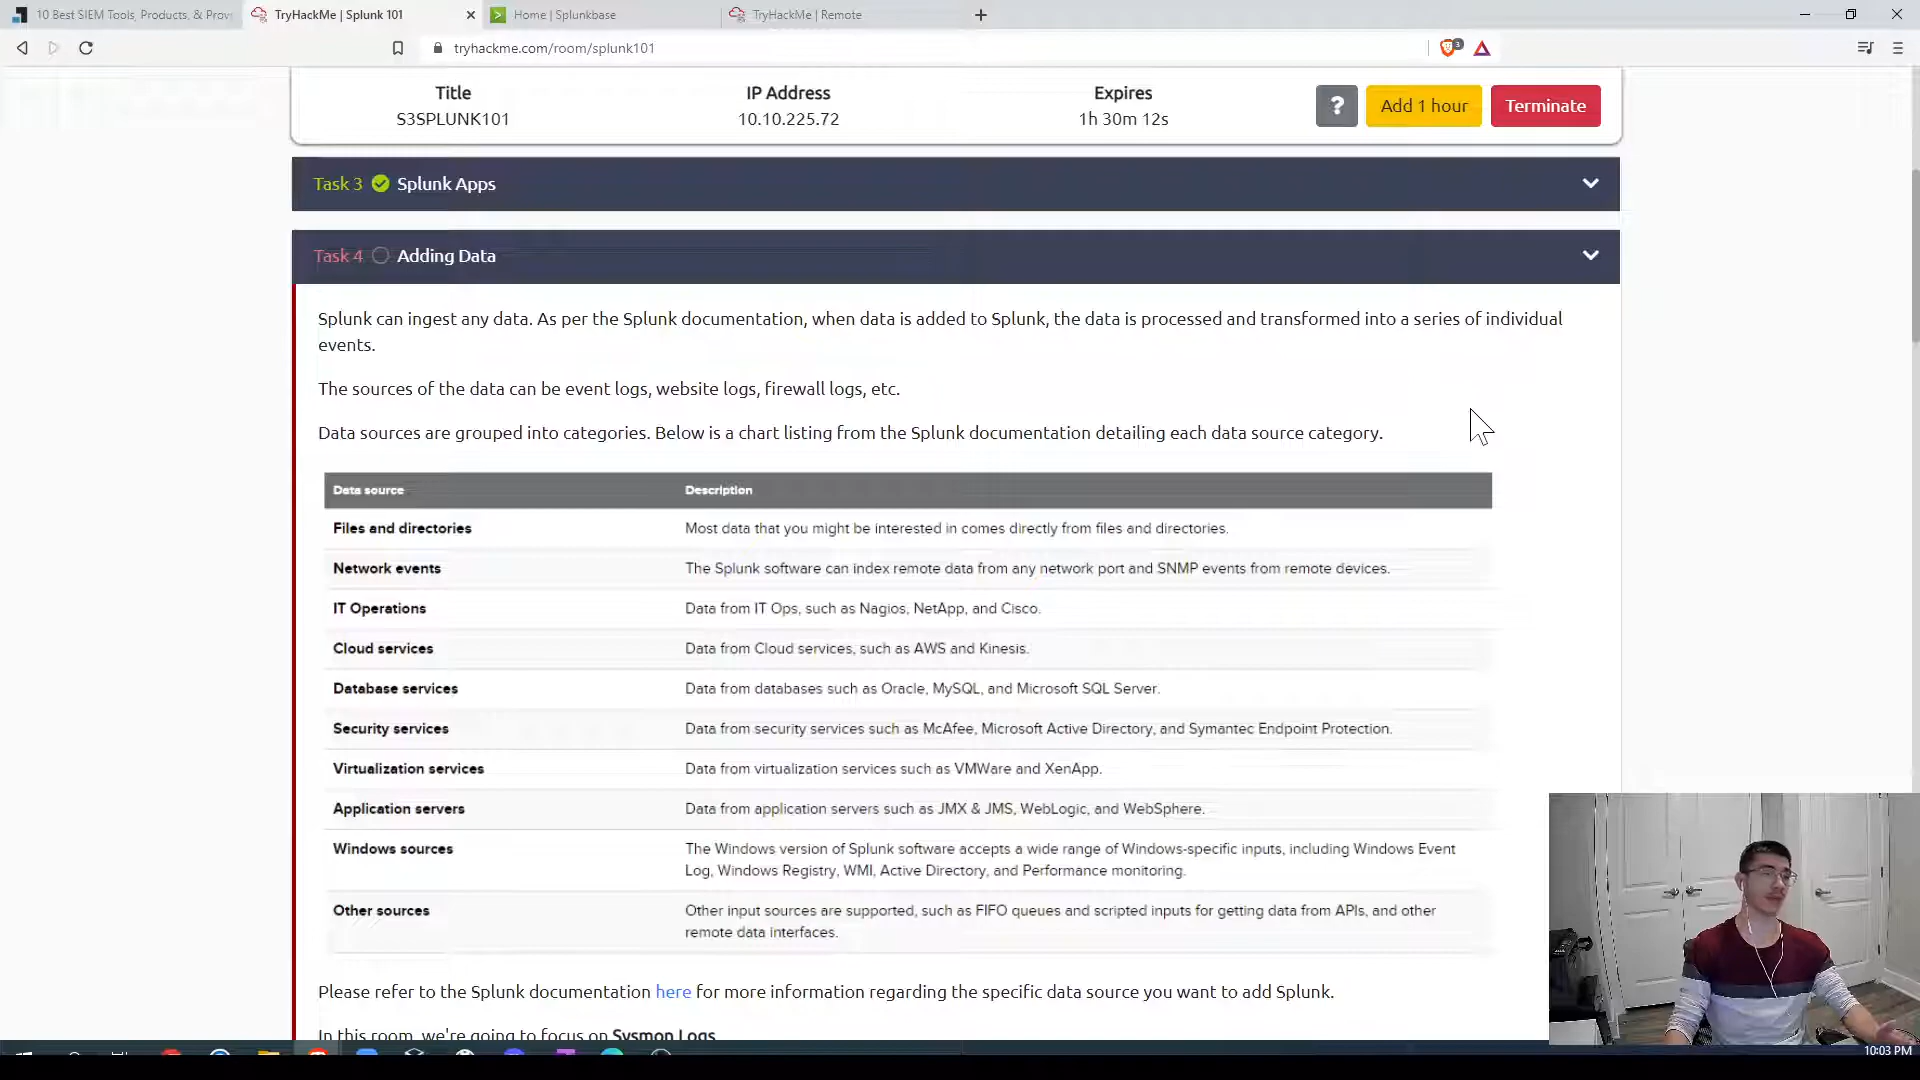 10 Best SIEM Tools, Products, & Prov
TryHackMe | Splunk 101
Home | Splunkbase
TryHackMe | Remote
tryhackme.com/room/splunk101
3
Title
IP Address
Expires
S3SPLUNK101
10.10.225.72
1h 30m 12s
?
Add 1 hour
Terminate
Task 3 Splunk Apps
Task 4 Adding Data
Splunk can ingest any data. As per the Splunk documentation, when data is added to Splunk, the data is processed and transformed into a series of individual
events.
The sources of the data can be event logs, website logs, firewall logs, etc.
Data sources are grouped into categories. Below is a chart listing from the Splunk documentation detailing each data source category.
Data source Description
Files and directories Most data that you might be interested in comes directly from files and directories.
Network events The Splunk software can index remote data from any network port and SNMP events from remote devices.
IT Operations Data from IT Ops, such as Nagios, NetApp, and Cisco.
Cloud services Data from Cloud services, such as AWS and Kinesis.
Database services Data from databases such as Oracle, MySQL, and Microsoft SQL Server.
Security services Data from security services such as McAfee, Microsoft Active Directory, and Symantec Endpoint Protection.
Virtualization services Data from virtualization services such as VMWare and XenApp.
Application servers Data from application servers such as JMX & JMS, WebLogic, and WebSphere.
Windows sources The Windows version of Splunk software accepts a wide range of Windows-specific inputs, including Windows Event
Log, Windows Registry, WMI, Active Directory, and Performance monitoring.
Other sources Other input sources are supported, such as FIFO queues and scripted inputs for getting data from APIs, and other
remote data interfaces.
Please refer to the Splunk documentation here for more information regarding the specific data source you want to add Splunk.
In this room, we're going to focus on Sysmon Logs
10:03 PM